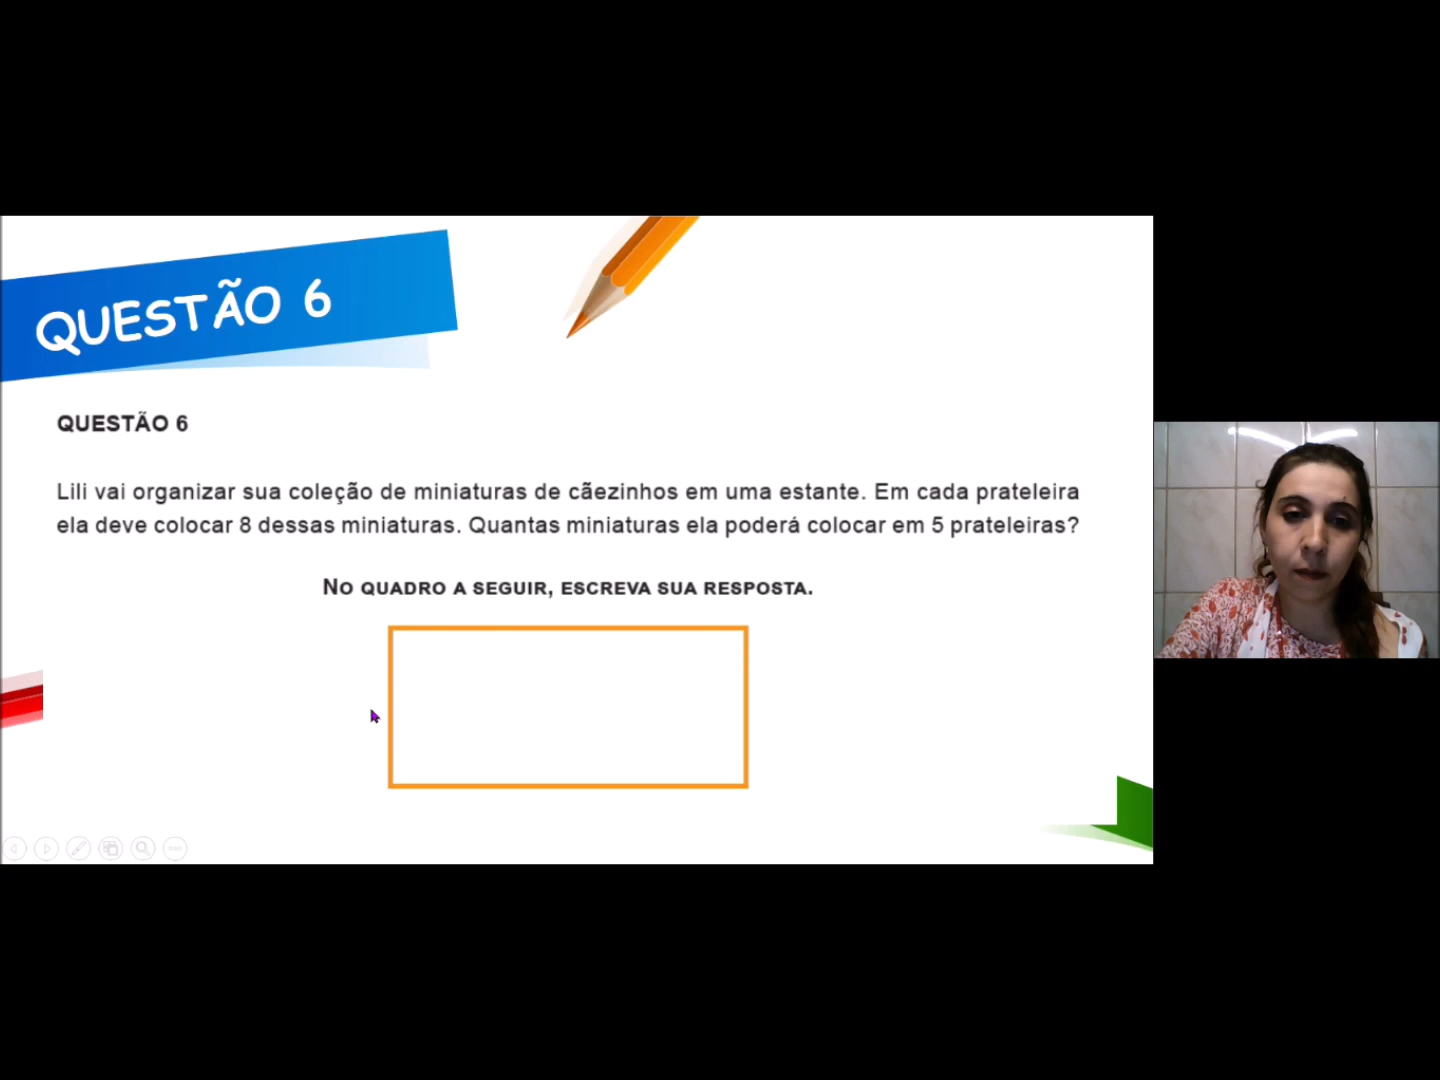 QUESTÃO 6
QUESTÃO 6
Lili vai organizar sua coleção de miniaturas de cãezinhos em uma estante. Em cada prateleira
ela deve colocar 8 dessas miniaturas. Quantas miniaturas ela poderá colocar em 5 prateleiras?
NO QUADRO A SEGUIR, ESCREVA SUA RESPOSTA.